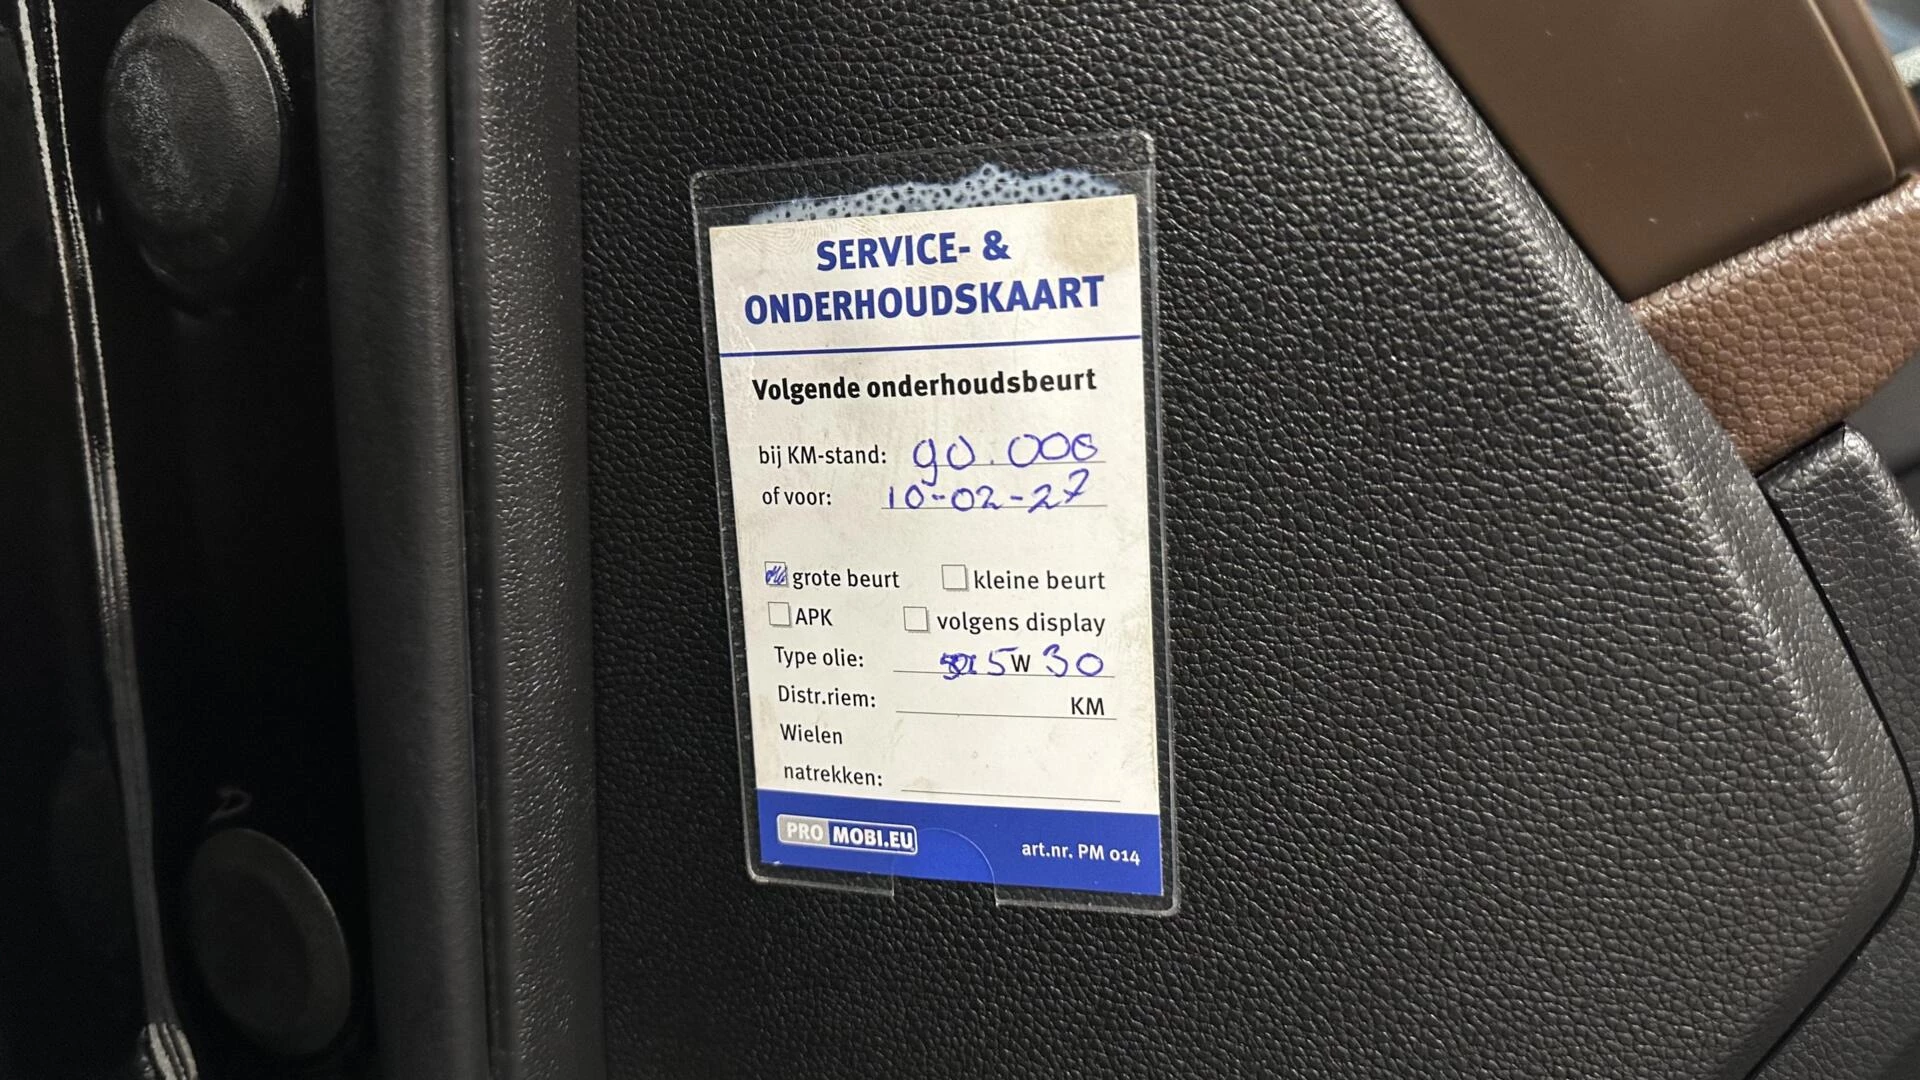 SERVICE- &
ONDERHOUDSKAART
Volgende onderhoudsbeurt
bij KM-stand: 90.000
of voor: 10-02-27
grote beurt kleine beurt
APK volgens display
Type olie: 5W30
Distr.riem: KM
Wielen
natrekken:
PRO MOBI.EU art.nr. PM 014